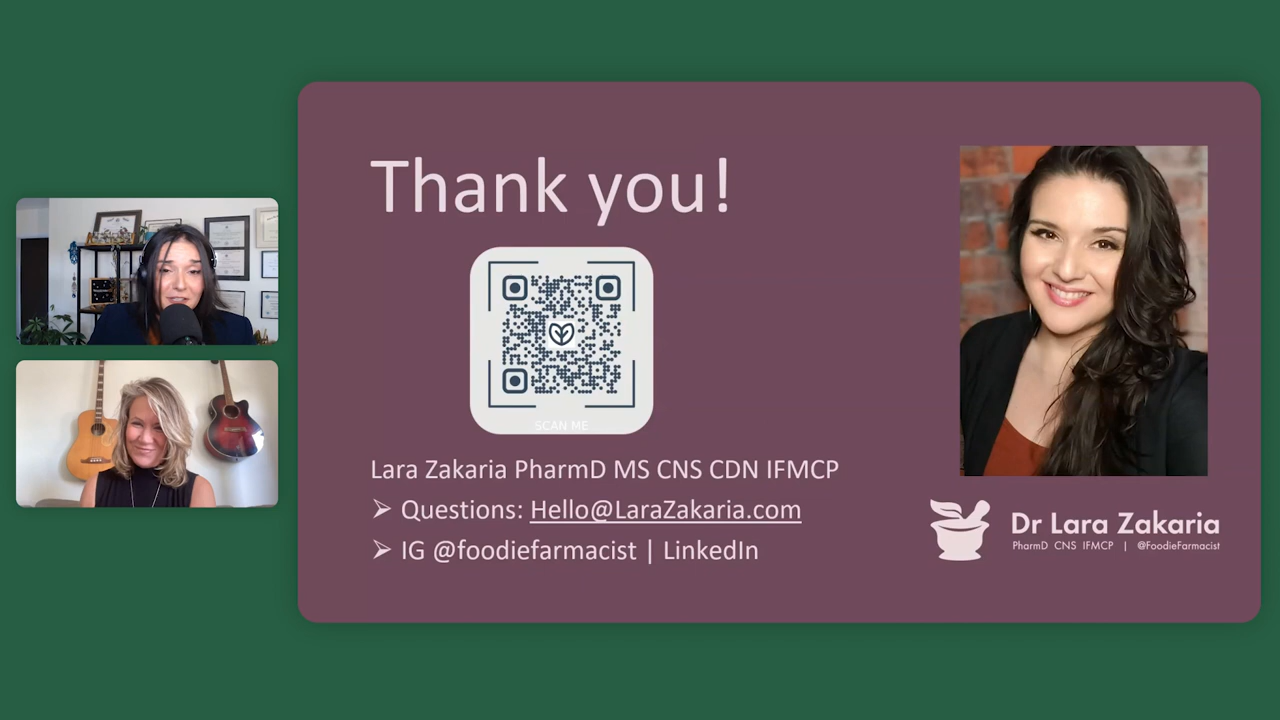 Thank you!
SCAN ME
Lara Zakaria PharmD MS CNS CDN IFMCP
➢ Questions: Hello@LaraZakaria.com
➢ IG @foodiefarmacist | LinkedIn
Dr Lara Zakaria
PharmD CNS IFMCP | @FoodieFarmacist